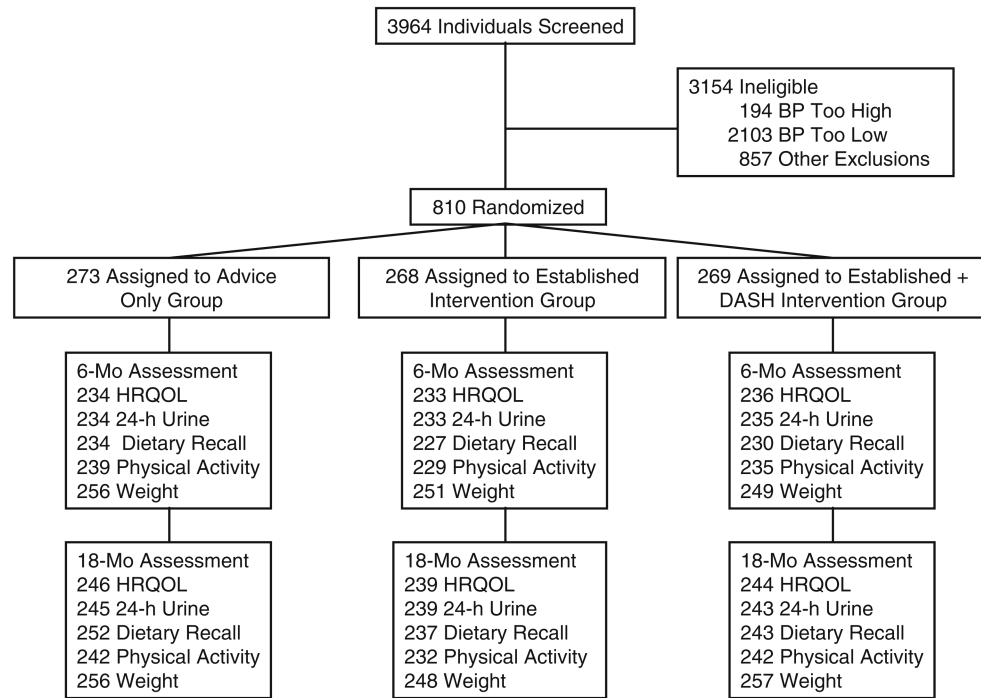 3964 Individuals Screened
3154 Ineligible
194 BP Too High
2103 BP Too Low
857 Other Exclusions
810 Randomized
273 Assigned to Advice
Only Group
268 Assigned to Established
Intervention Group
269 Assigned to Established +
DASH Intervention Group
6-Mo Assessment
234 HRQOL
234 24-h Urine
234 Dietary Recall
239 Physical Activity
256 Weight
6-Mo Assessment
233 HRQOL
233 24-h Urine
227 Dietary Recall
229 Physical Activity
251 Weight
6-Mo Assessment
236 HRQOL
235 24-h Urine
230 Dietary Recall
235 Physical Activity
249 Weight
18-Mo Assessment
246 HRQOL
245 24-h Urine
252 Dietary Recall
242 Physical Activity
256 Weight
18-Mo Assessment
239 HRQOL
239 24-h Urine
237 Dietary Recall
232 Physical Activity
248 Weight
18-Mo Assessment
244 HRQOL
243 24-h Urine
243 Dietary Recall
242 Physical Activity
257 Weight